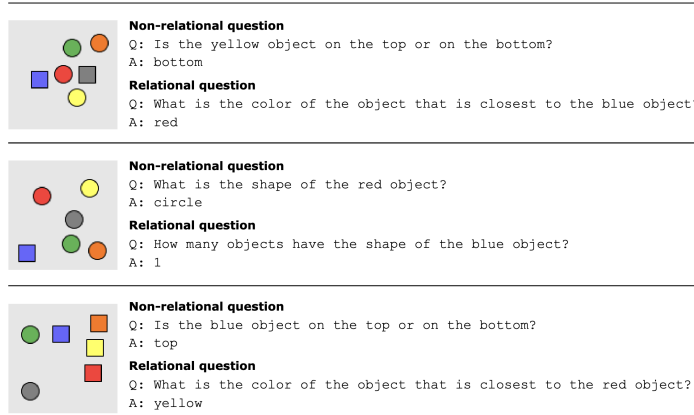 Non-relational question
Q: Is the yellow object on the top or on the bottom?
A: bottom
Relational question
Q: What is the color of the object that is closest to the blue object?
A: red
Non-relational question
Q: What is the shape of the red object?
A: circle
Relational question
Q: How many objects have the shape of the blue object?
A: 1
Non-relational question
Q: Is the blue object on the top or on the bottom?
A: top
Relational question
Q: What is the color of the object that is closest to the red object?
A: yellow